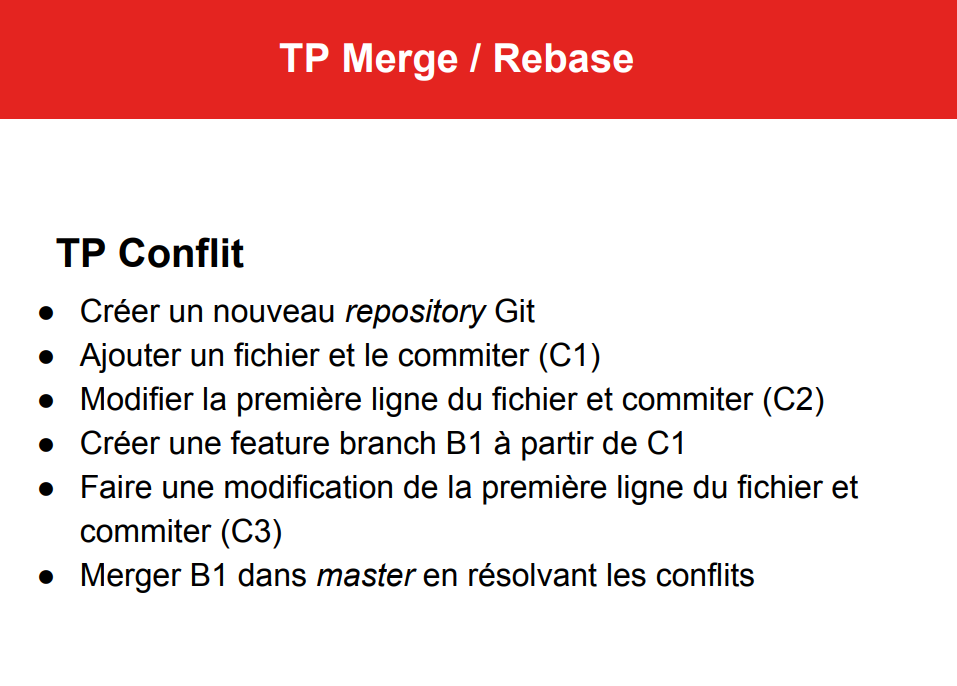 TP Merge / Rebase
TP Conflit
● Créer un nouveau repository Git
● Ajouter un fichier et le commiter (C1)
● Modifier la première ligne du fichier et commiter (C2)
● Créer une feature branch B1 à partir de C1
● Faire une modification de la première ligne du fichier et
commiter (C3)
● Merger B1 dans master en résolvant les conflits